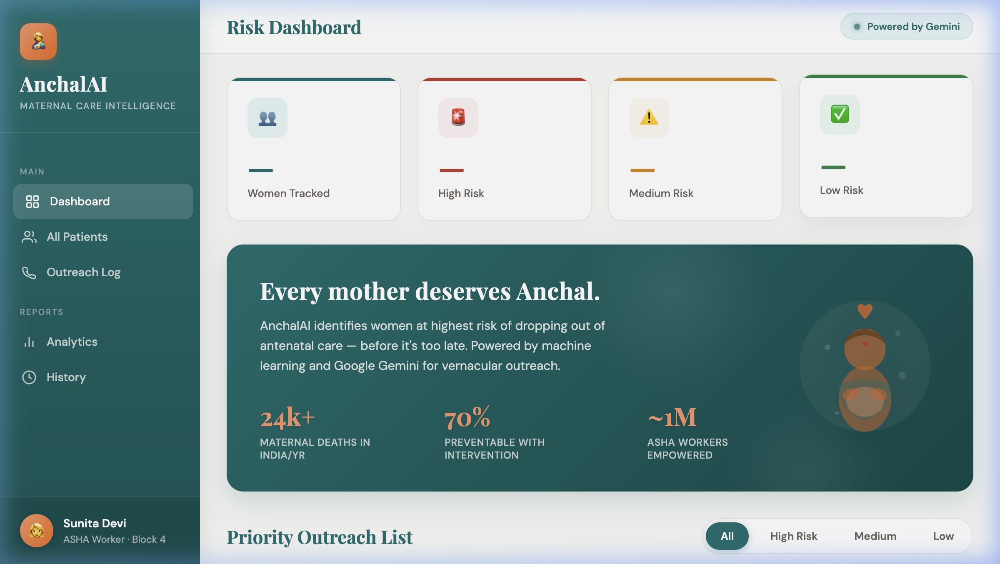 AnchalAI
MATERNAL CARE INTELLIGENCE
MAIN
Dashboard
All Patients
Outreach Log
REPORTS
Analytics
History
Sunita Devi
ASHA Worker · Block 4
Risk Dashboard
Powered by Gemini
—
Women Tracked
—
High Risk
—
Medium Risk
—
Low Risk
Every mother deserves Anchal.
AnchalAI identifies women at highest risk of dropping out of
antenatal care — before it's too late. Powered by machine
learning and Google Gemini for vernacular outreach.
24k+
MATERNAL DEATHS IN
INDIA/YR
70%
PREVENTABLE WITH
INTERVENTION
~1M
ASHA WORKERS
EMPOWERED
Priority Outreach List
All
High Risk
Medium
Low